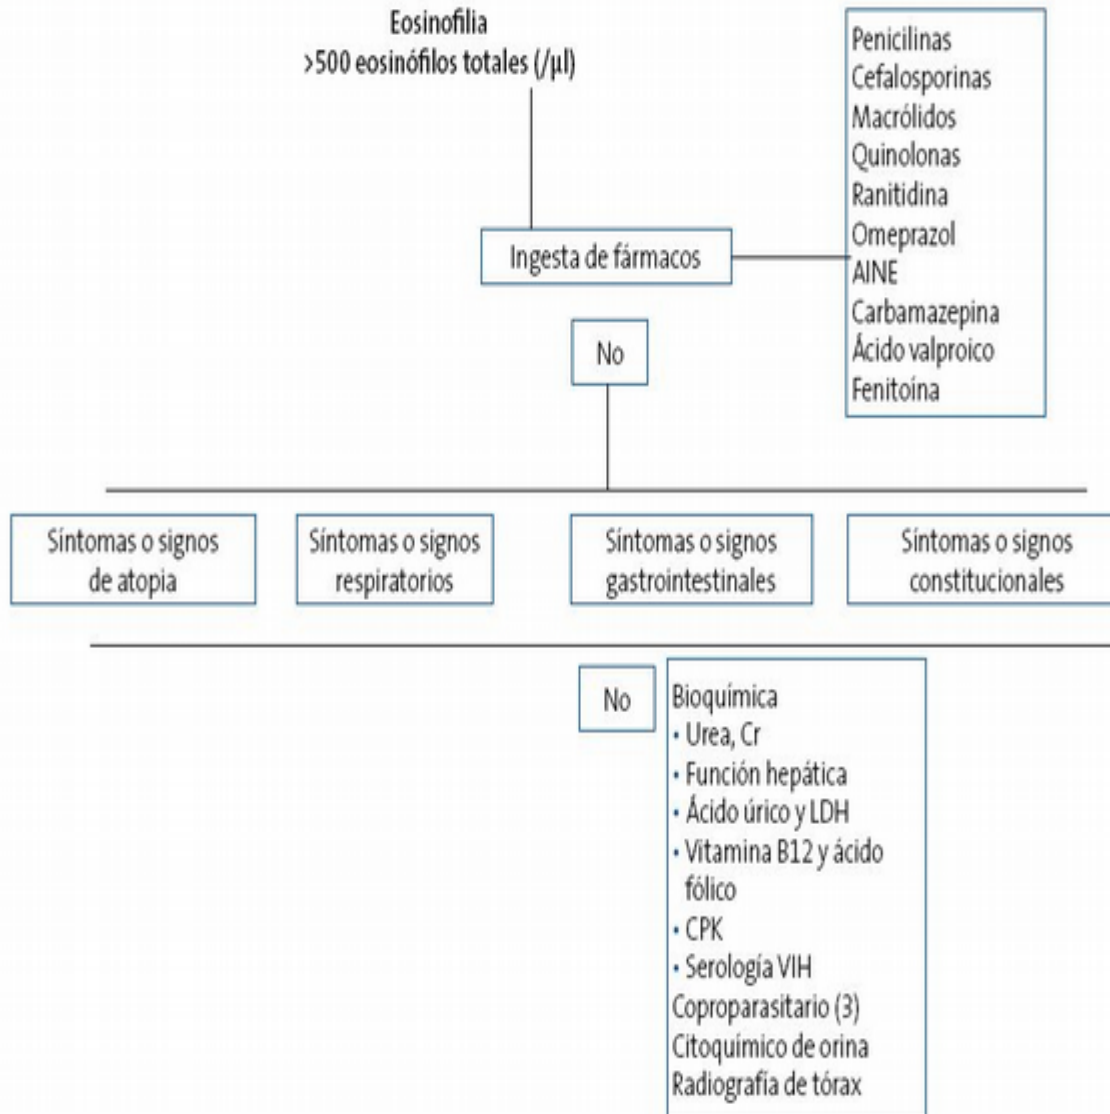 Eosinofilia
>500 eosinófilos totales (/µl)
Penicilinas
Cefalosporinas
Macrólidos
Quinolonas
Ranitidina
Omeprazol
AINE
Carbamazepina
Ácido valproico
Fenitoína
Ingesta de fármacos
No
Síntomas o signos
de atopia
Síntomas o signos
respiratorios
Síntomas o signos
gastrointestinales
Síntomas o signos
constitucionales
No
Bioquímica
• Urea, Cr
• Función hepática
• Ácido úrico y LDH
• Vitamina B12 y ácido
fólico
• CPK
• Serología VIH
Coproparasitario (3)
Citoquímico de orina
Radiografía de tórax